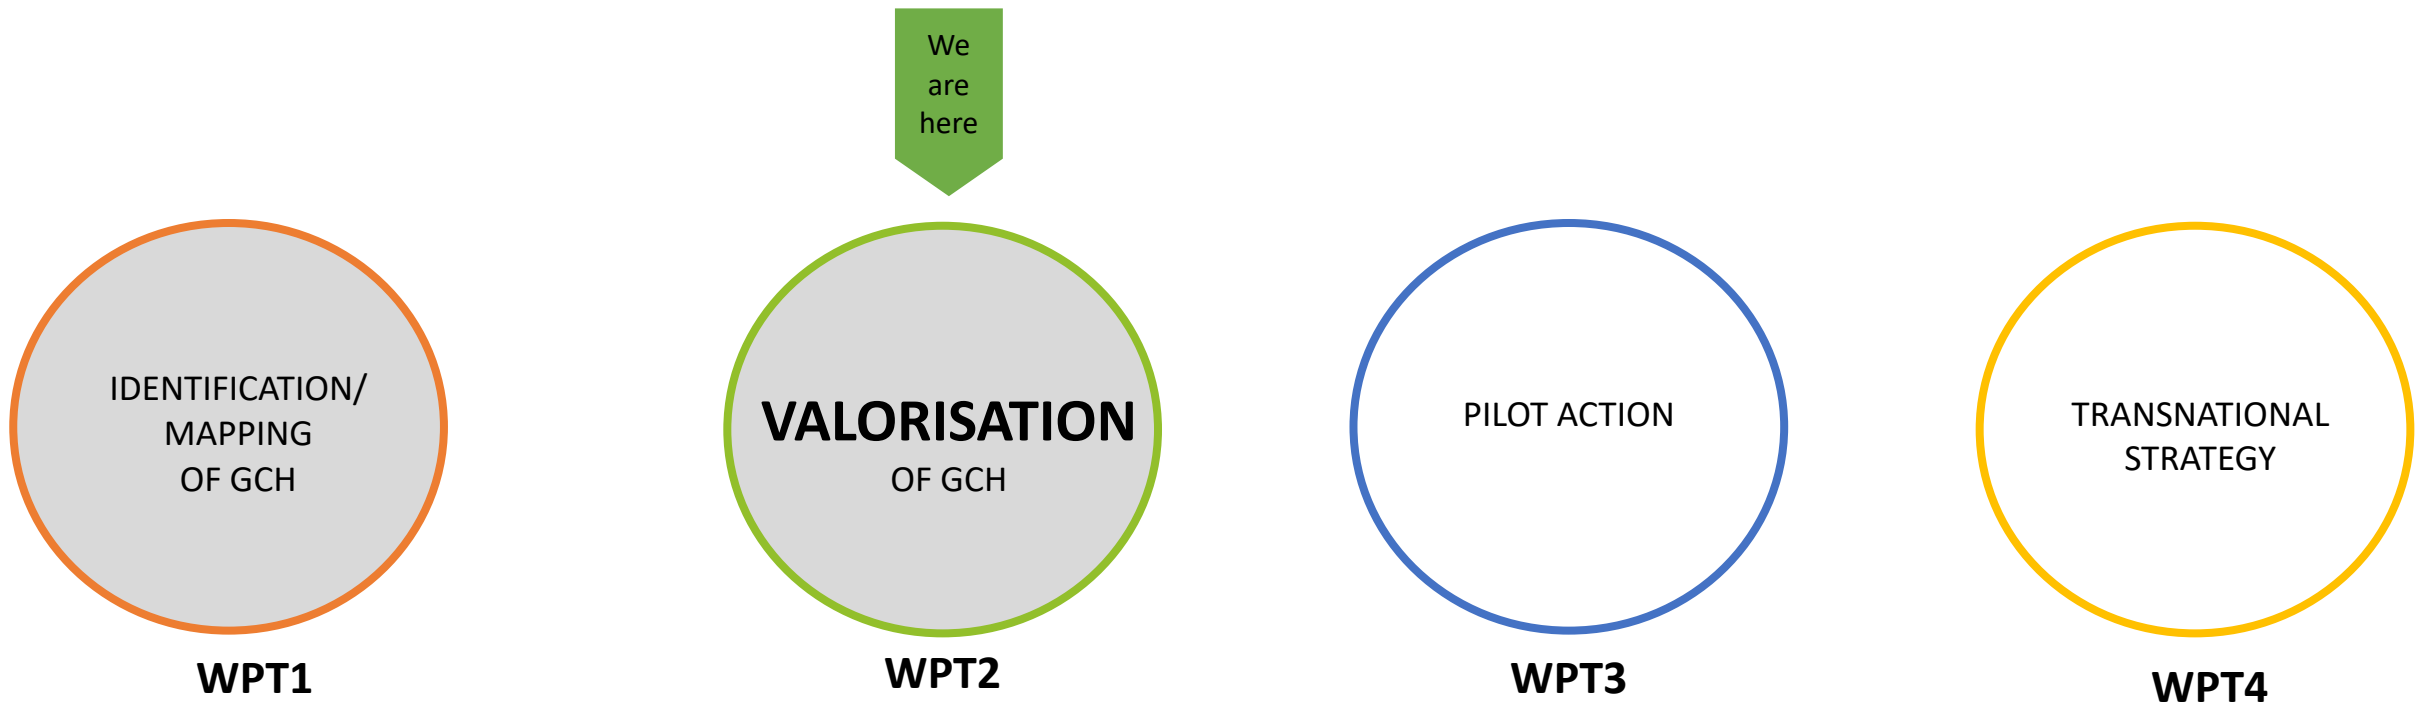 We
are
here
IDENTIFICATION/
MAPPING
OF GCH
VALORISATION
OF GCH
PILOT ACTION
TRANSNATIONAL
STRATEGY
WPT1
WPT2
WPT3
WPT4